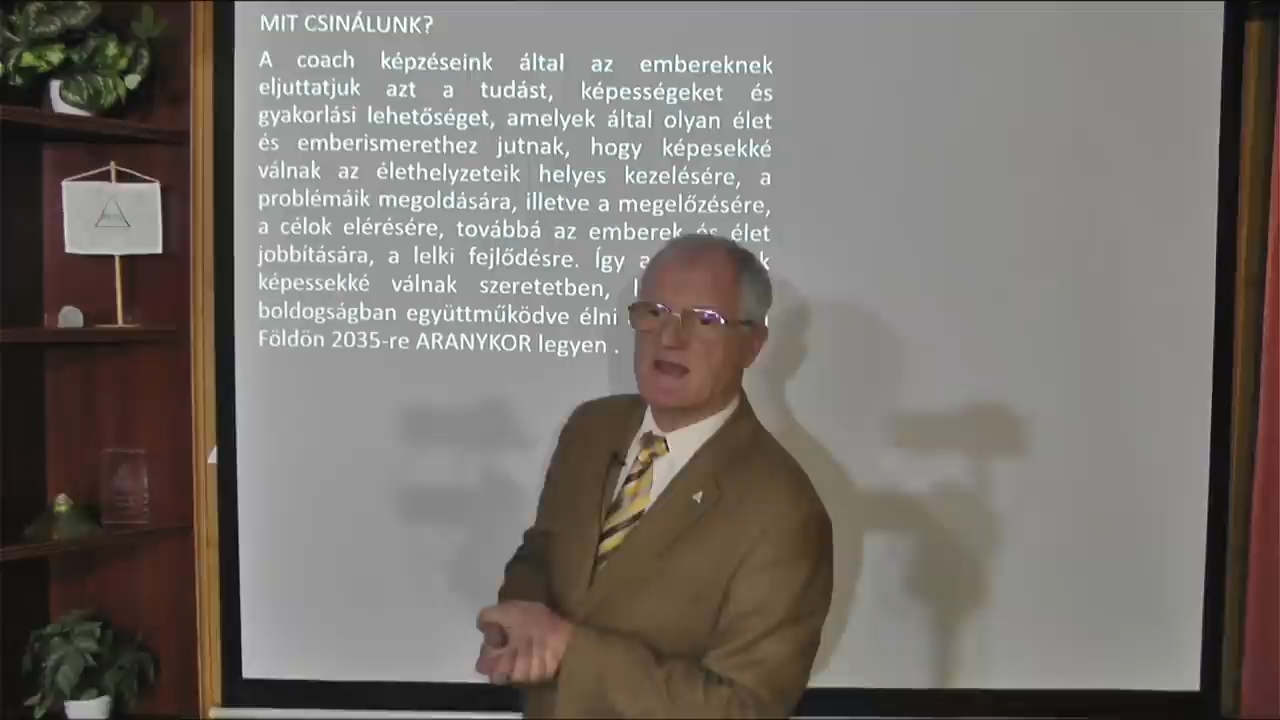 MIT CSINÁLUNK?
A coach képzéseink által az embereknek
eljuttatjuk azt a tudást, képességeket és
gyakorlási lehetőséget, amelyek által olyan élet
és emberismerethez jutnak, hogy képesekké
válnak az élethelyzeteik helyes kezelésére, a
problémáik megoldására, illetve a megelőzésére,
a célok elérésére, továbbá az emberek és élet
jobbítására, a lelki fejlődésre. Így
képessekké válnak szeretetben,
boldogságban együttműködve élni
Földön 2035-re ARANYKOR legyen .